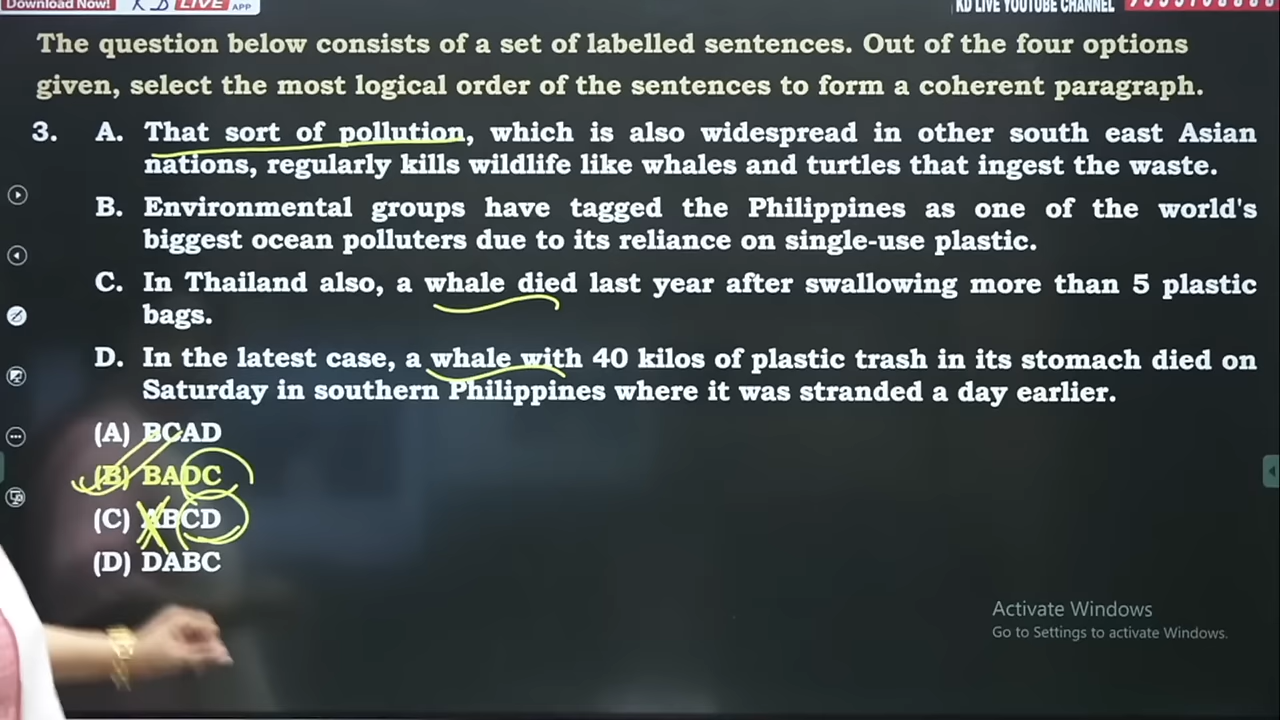 Download Now! KD LIVE APP
KD LIVE YOUTUBE CHANNEL
The question below consists of a set of labelled sentences. Out of the four options
given, select the most logical order of the sentences to form a coherent paragraph.
3. A. That sort of pollution, which is also widespread in other south east Asian
nations, regularly kills wildlife like whales and turtles that ingest the waste.
B. Environmental groups have tagged the Philippines as one of the world's
biggest ocean polluters due to its reliance on single-use plastic.
C. In Thailand also, a whale died last year after swallowing more than 5 plastic
bags.
D. In the latest case, a whale with 40 kilos of plastic trash in its stomach died on
Saturday in southern Philippines where it was stranded a day earlier.
(A) BCAD
(B) BADC
(C) ABCD
(D) DABC
Activate Windows
Go to Settings to activate Windows.